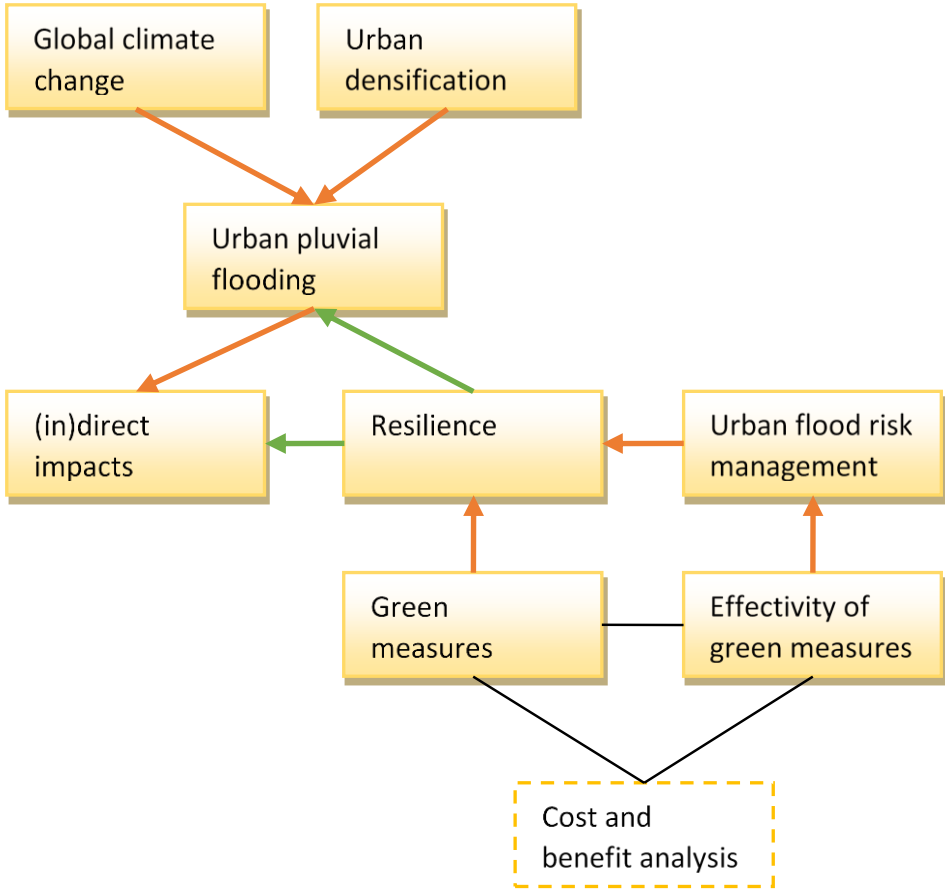 Global climate
change
Urban
densification
Urban pluvial
flooding
(in)direct
impacts
Resilience
Urban flood risk
management
Green
measures
Effectivity of
green measures
Cost and
benefit analysis